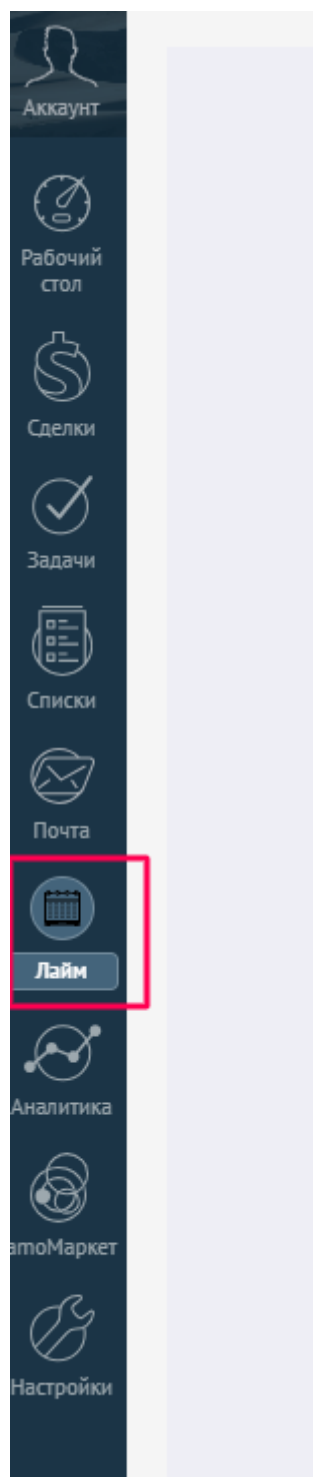 Аккаунт
Рабочий
стол
Сделки
Задачи
Списки
Почта
Лайм
Аналитика
amoМаркет
Настройки